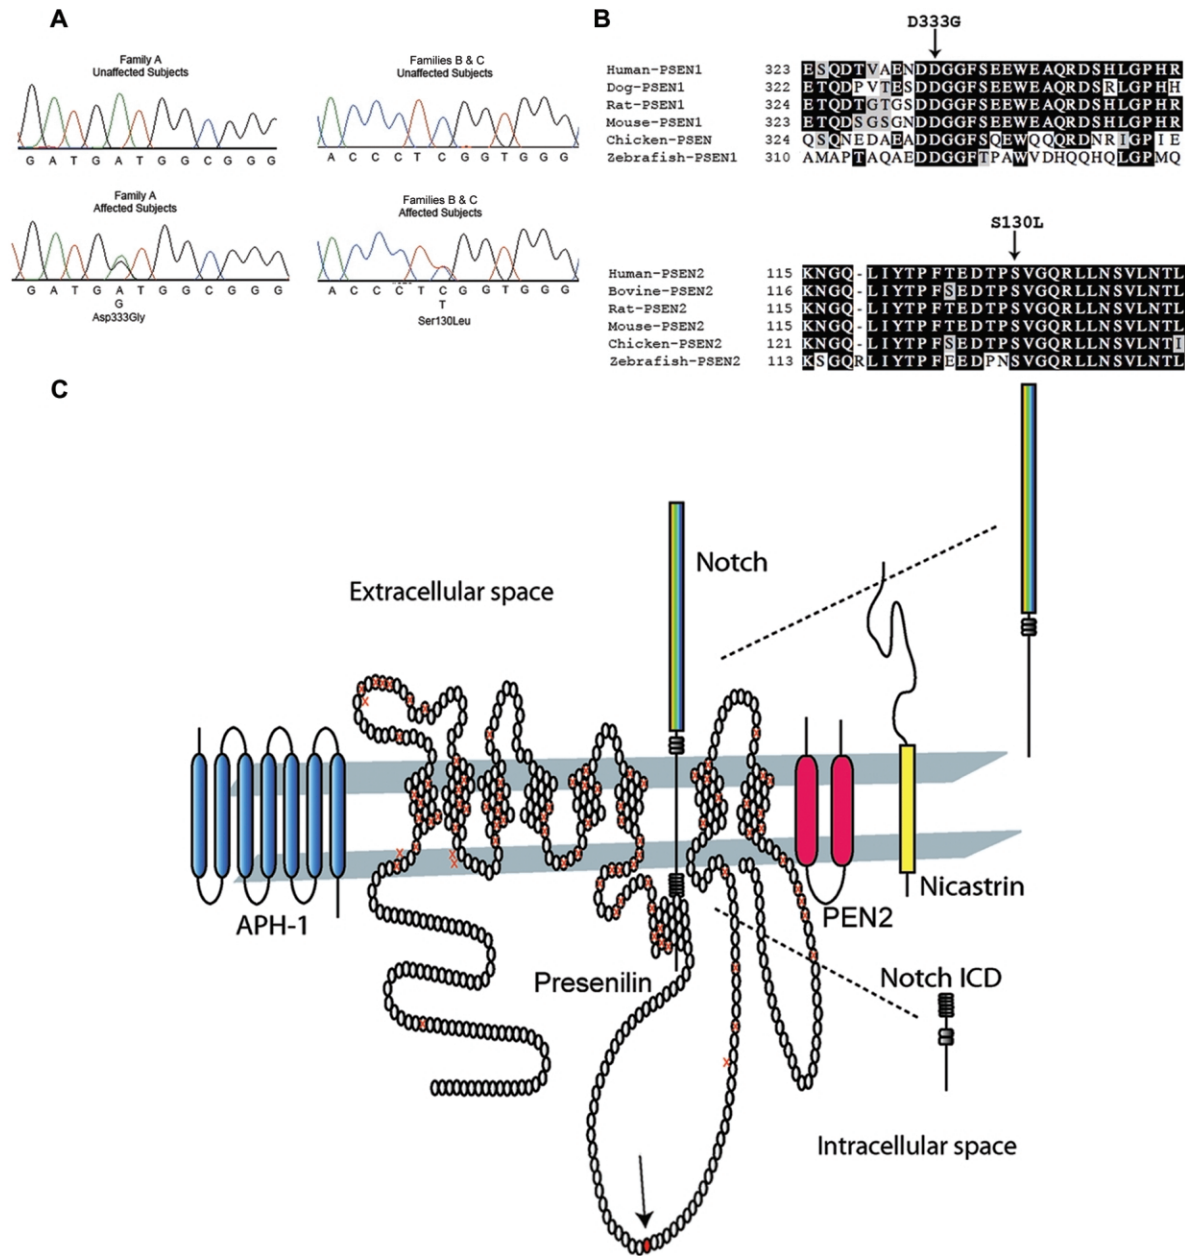 A
Family A
Unaffected Subjects
G A T G A T G G C G G G
Families B & C
Unaffected Subjects
A C C C T C G G T G G G
Family A
Affected Subjects
G A T G A T G G C G G G
G
Asp333Gly
Families B & C
Affected Subjects
A C C C T C G G T G G G
T
Ser130Leu
B
D333G
Human-PSEN1 323 ESQDTVAENDDGGFSEEWEAQRDSHLGPHR
Dog-PSEN1 322 ETQDPVTESDDGGFSEEWEAQRDSRLGPHH
Rat-PSEN1 324 ETQDTGTGSDDGGFSEEWEAQRDSHLGPHR
Mouse-PSEN1 323 ETQDSGSGNDDGGFSEEWEAQRDSHLGPHR
Chicken-PSEN 324 QSQNEDAEADDGGFSQEWQQQRDNRIGPIE
Zebrafish-PSEN1 310 AMAPTAQAEDDGGFTPAWVDHQQHQLGPMQ
S130L
Human-PSEN2 115 KNGQ-LIYTPFTEDTPSVGQRLLNSVLNTL
Bovine-PSEN2 116 KNGQ-LIYTPFSEDTPSVGQRLLNSVLNTL
Rat-PSEN2 115 KNGQ-LIYTPFTEDTPSVGQRLLNSVLNTL
Mouse-PSEN2 115 KNGQ-LIYTPFTEDTPSVGQRLLNSVLNTL
Chicken-PSEN2 121 KNGQ-LIYTPFSEDTPSVGQRLLNSVLNTI
Zebrafish-PSEN2 113 KSGQRLIYTPFEEDPNSVGQRLLNSVLNTL
C
Notch
Extracellular space
Nicastrin
APH-1
PEN2
Presenilin
Notch ICD
Intracellular space